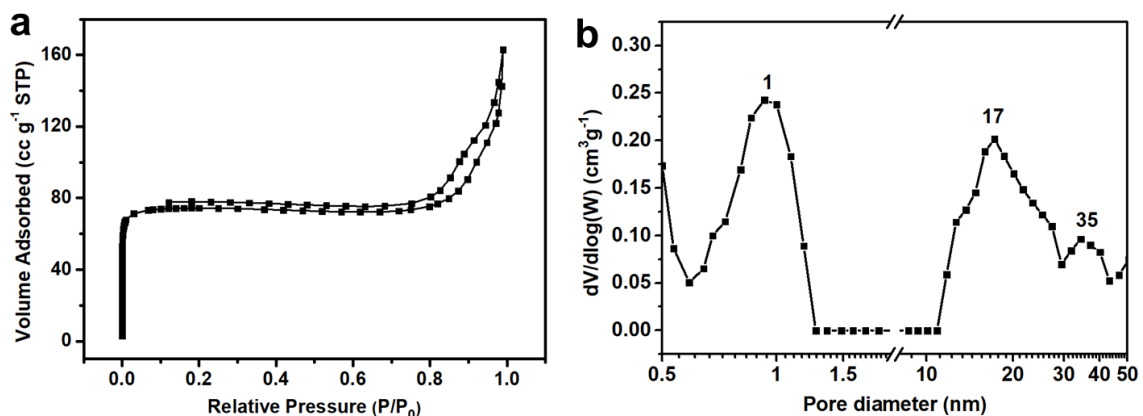 a
Volume Adsorbed (cc g⁻¹ STP)
160
120
80
40
0
0.0 0.2 0.4 0.6 0.8 1.0
Relative Pressure (P/P₀)
b
dV/dlog(W) (cm³g⁻¹)
0.30
0.25
0.20
0.15
0.10
0.05
0.00
1
17
35
0.5 1 1.5 10 20 30 40 50
Pore diameter (nm)